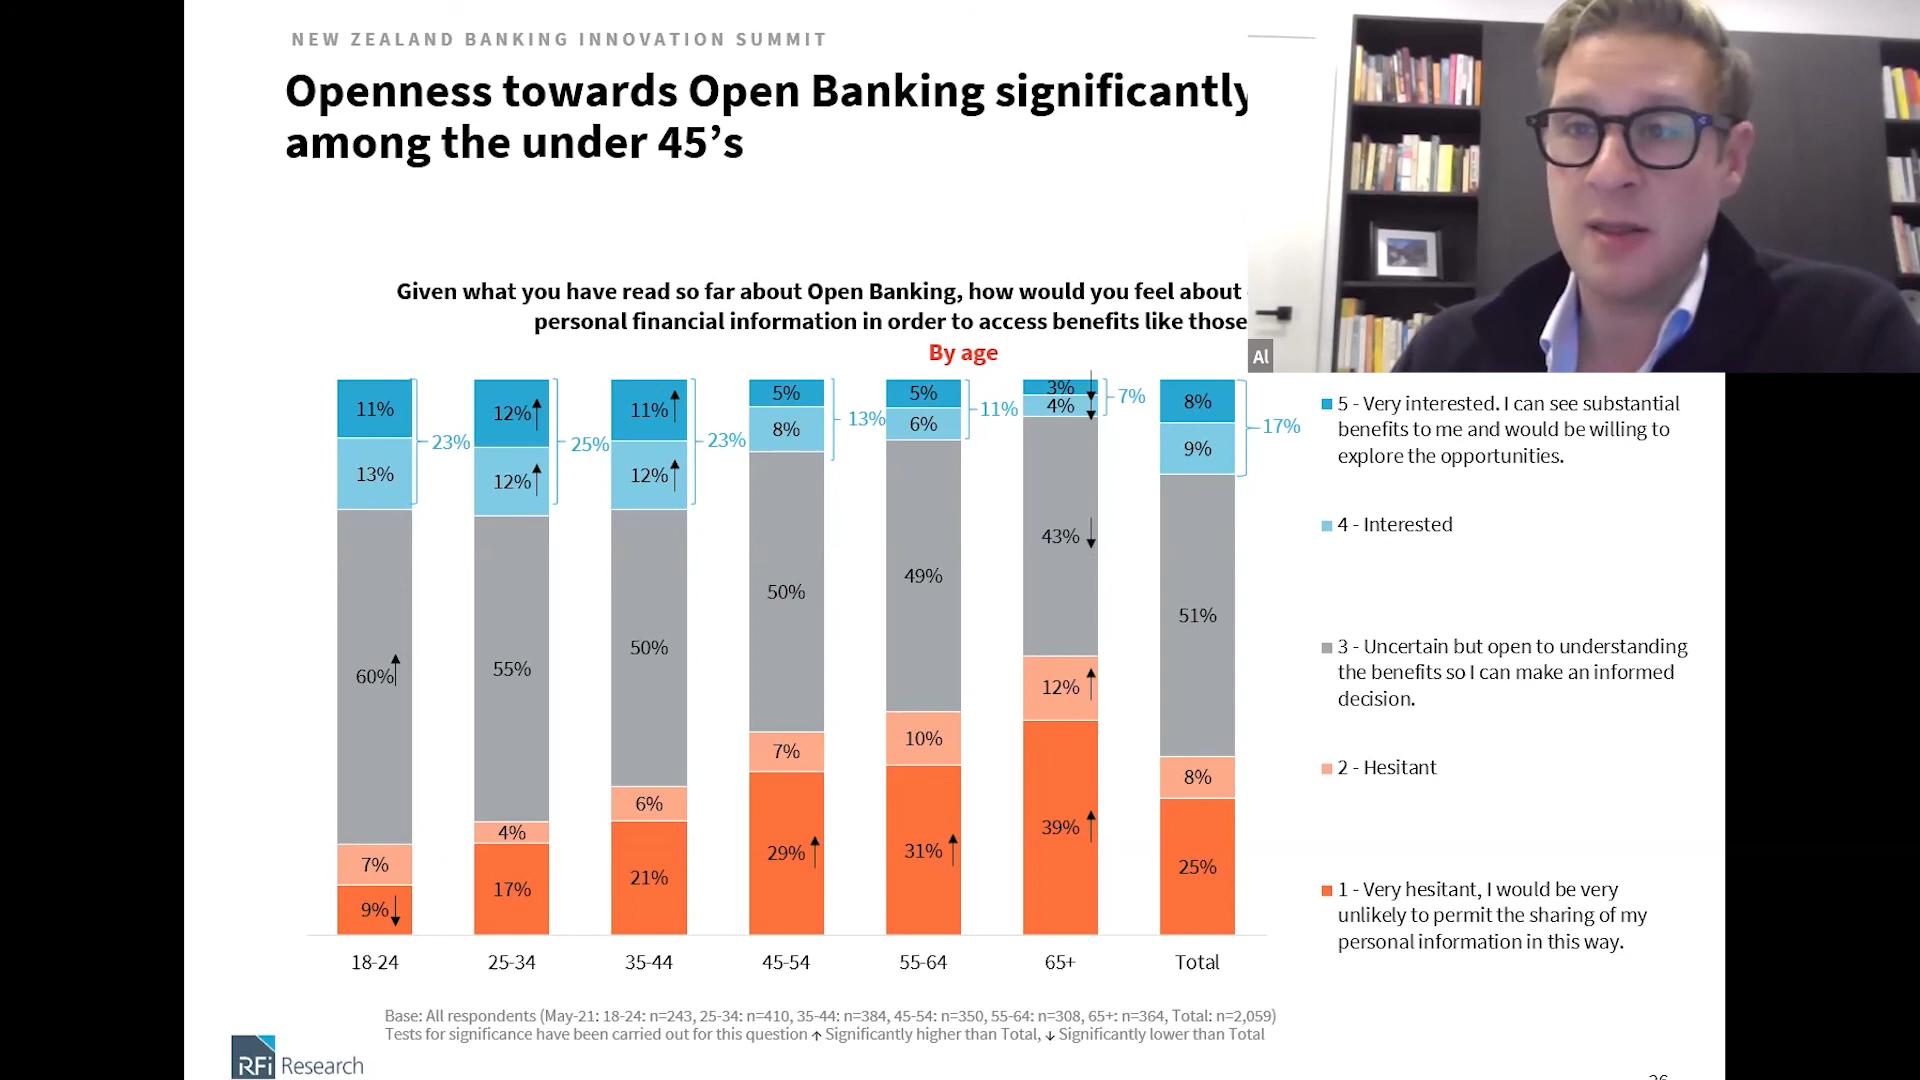 NEW ZEALAND BANKING INNOVATION SUMMIT
Openness towards Open Banking significantly
among the under 45's
Given what you have read so far about Open Banking, how would you feel about
personal financial information in order to access benefits like those
By age
Al
11%
13%
60%
7%
9%
23%
12%
12%
55%
4%
17%
25%
11%
12%
50%
6%
21%
23%
5%
8%
50%
7%
29%
13%
5%
6%
49%
10%
31%
11%
3%
4%
43%
12%
39%
7%
8%
9%
51%
8%
25%
17%
18-24
25-34
35-44
45-54
55-64
65+
Total
5 - Very interested. I can see substantial
benefits to me and would be willing to
explore the opportunities.
4 - Interested
3 - Uncertain but open to understanding
the benefits so I can make an informed
decision.
2 - Hesitant
1 - Very hesitant, I would be very
unlikely to permit the sharing of my
personal information in this way.
Base: All respondents (May-21: 18-24: n=243, 25-34: n=410, 35-44: n=384, 45-54: n=350, 55-64: n=308, 65+: n=364, Total: n=2,059)
Tests for significance have been carried out for this question ↑ Significantly higher than Total, ↓ Significantly lower than Total
RFi Research